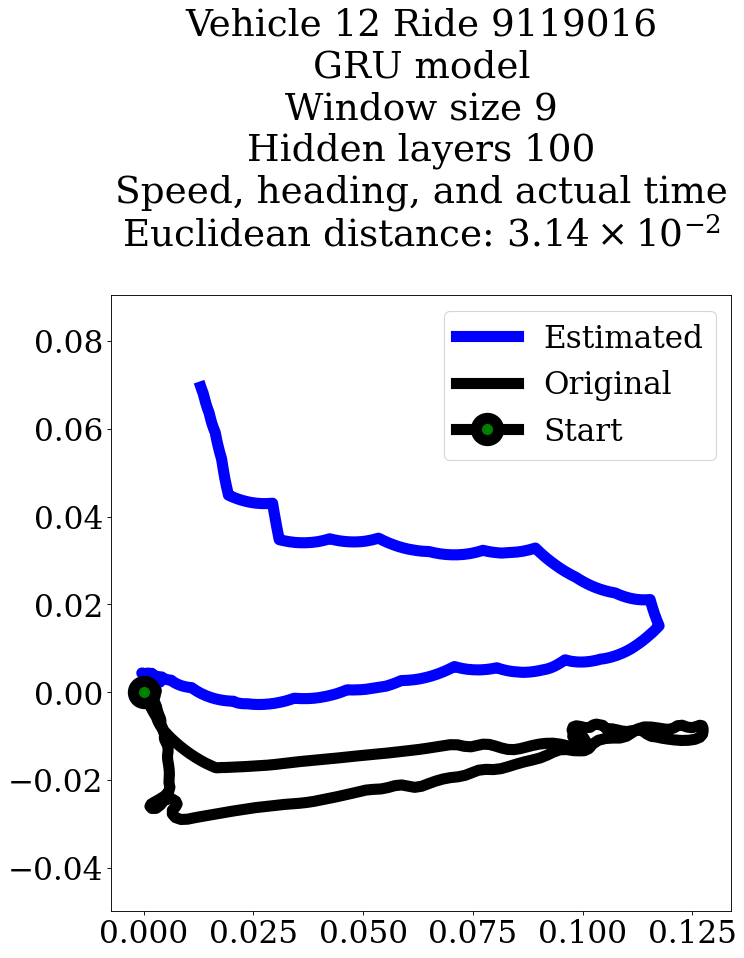 Vehicle 12 Ride 9119016
GRU model
Window size 9
Hidden layers 100
Speed, heading, and actual time
Euclidean distance: 3.14 × 10⁻²
Estimated
Original
Start
0.08
0.06
0.04
0.02
0.00
−0.02
−0.04
0.000 0.025 0.050 0.075 0.100 0.125